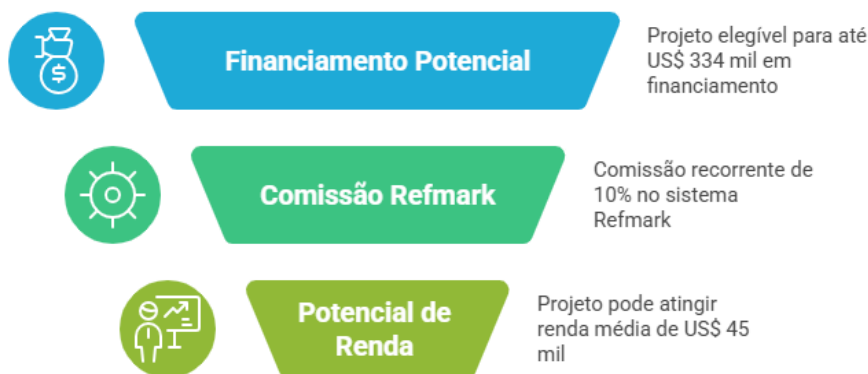 Financiamento Potencial
Projeto elegível para até
US$ 334 mil em
financiamento
Comissão Refmark
Comissão recorrente de
10% no sistema
Refmark
Potencial de
Renda
Projeto pode atingir
renda média de US$ 45
mil